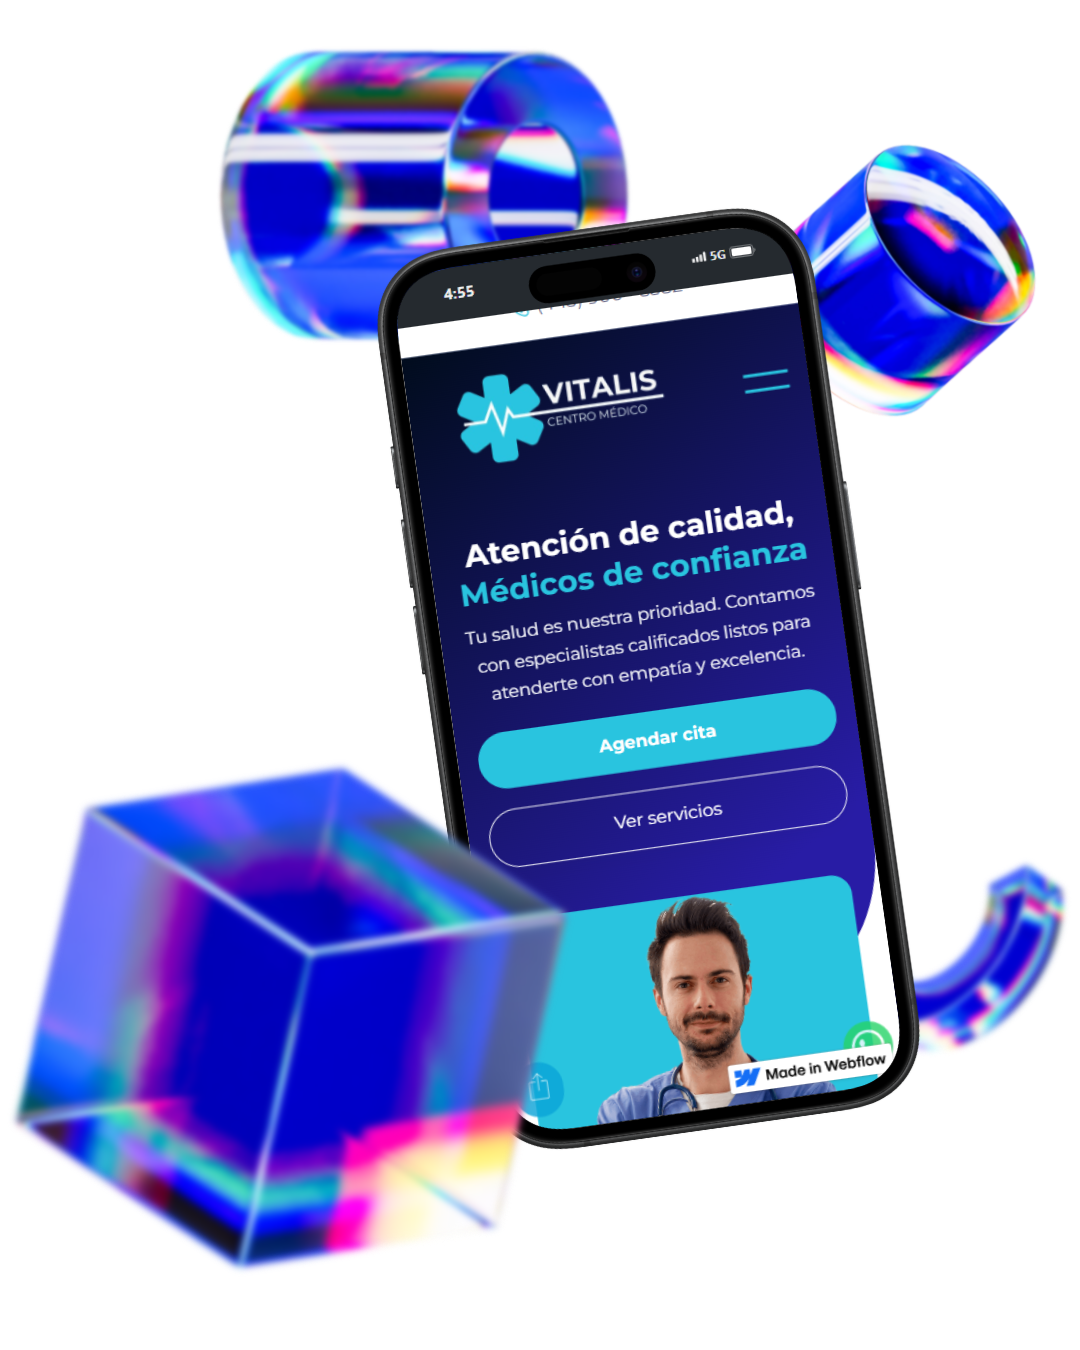 4:55
5G
VITALIS
CENTRO MÉDICO
Atención de calidad,
Médicos de confianza
Tu salud es nuestra prioridad. Contamos
con especialistas calificados listos para
atenderte con empatía y excelencia.
Agendar cita
Ver servicios
Made in Webflow